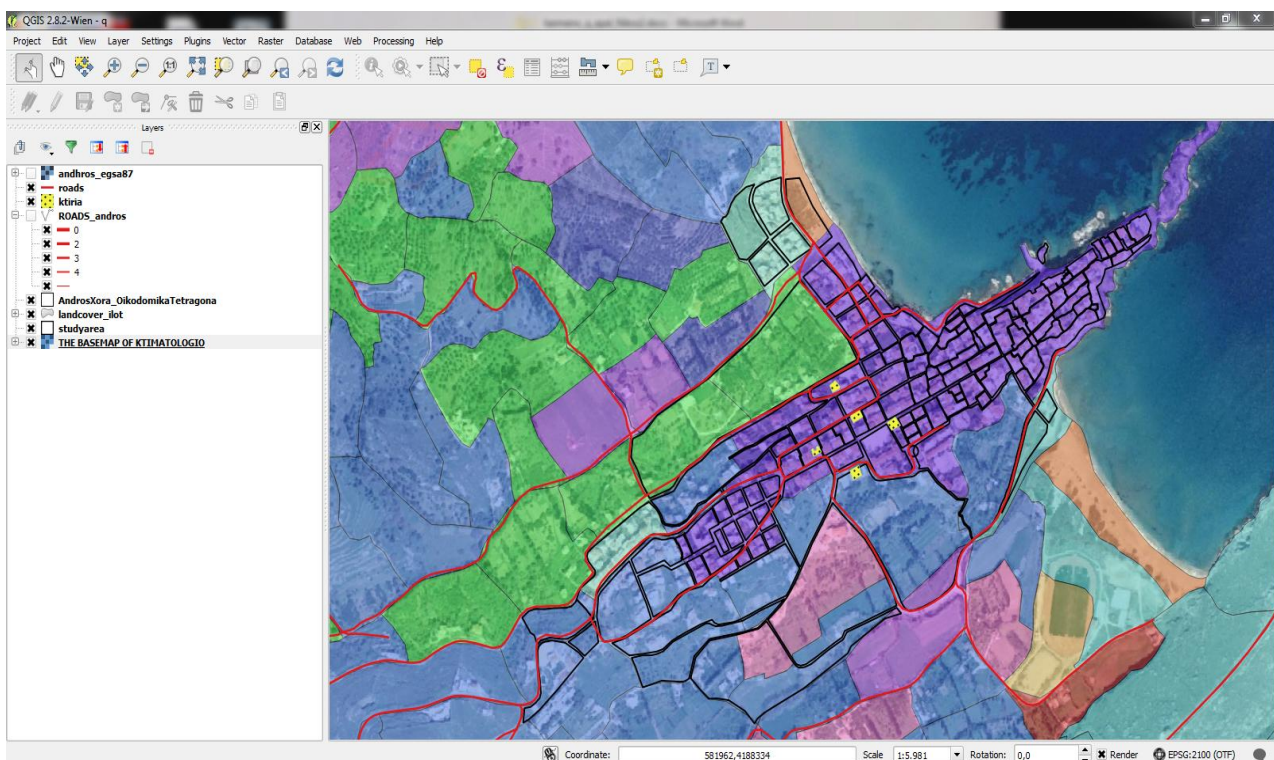 QGIS 2.8.2-Wien - q
Project Edit View Layer Settings Plugins Vector Raster Database Web Processing Help
Layers
andhros_egsa87
roads
ktiria
ROADS_andros
0
2
3
4
AndrosXora_OikodomikaTetragona
landcover_ilot
studyarea
THE BASEMAP OF KTIMATOLOGIO
Coordinate: 581962,4188334 Scale 1:5.981 Rotation: 0,0 Render EPSG:2100 (OTF)